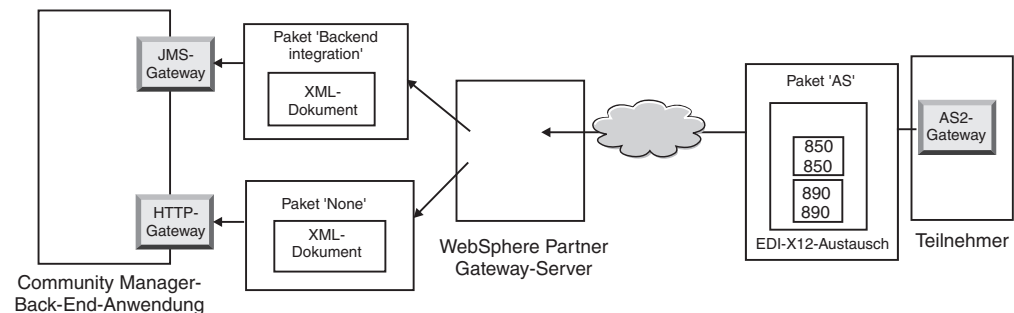 JMS-
Gateway
Paket 'Backend
integration'
XML-
Dokument
HTTP-
Gateway
Paket 'None'
XML-
Dokument
Community Manager-
Back-End-Anwendung
WebSphere Partner
Gateway-Server
Paket 'AS'
850
850
890
890
EDI-X12-Austausch
AS2-
Gateway
Teilnehmer